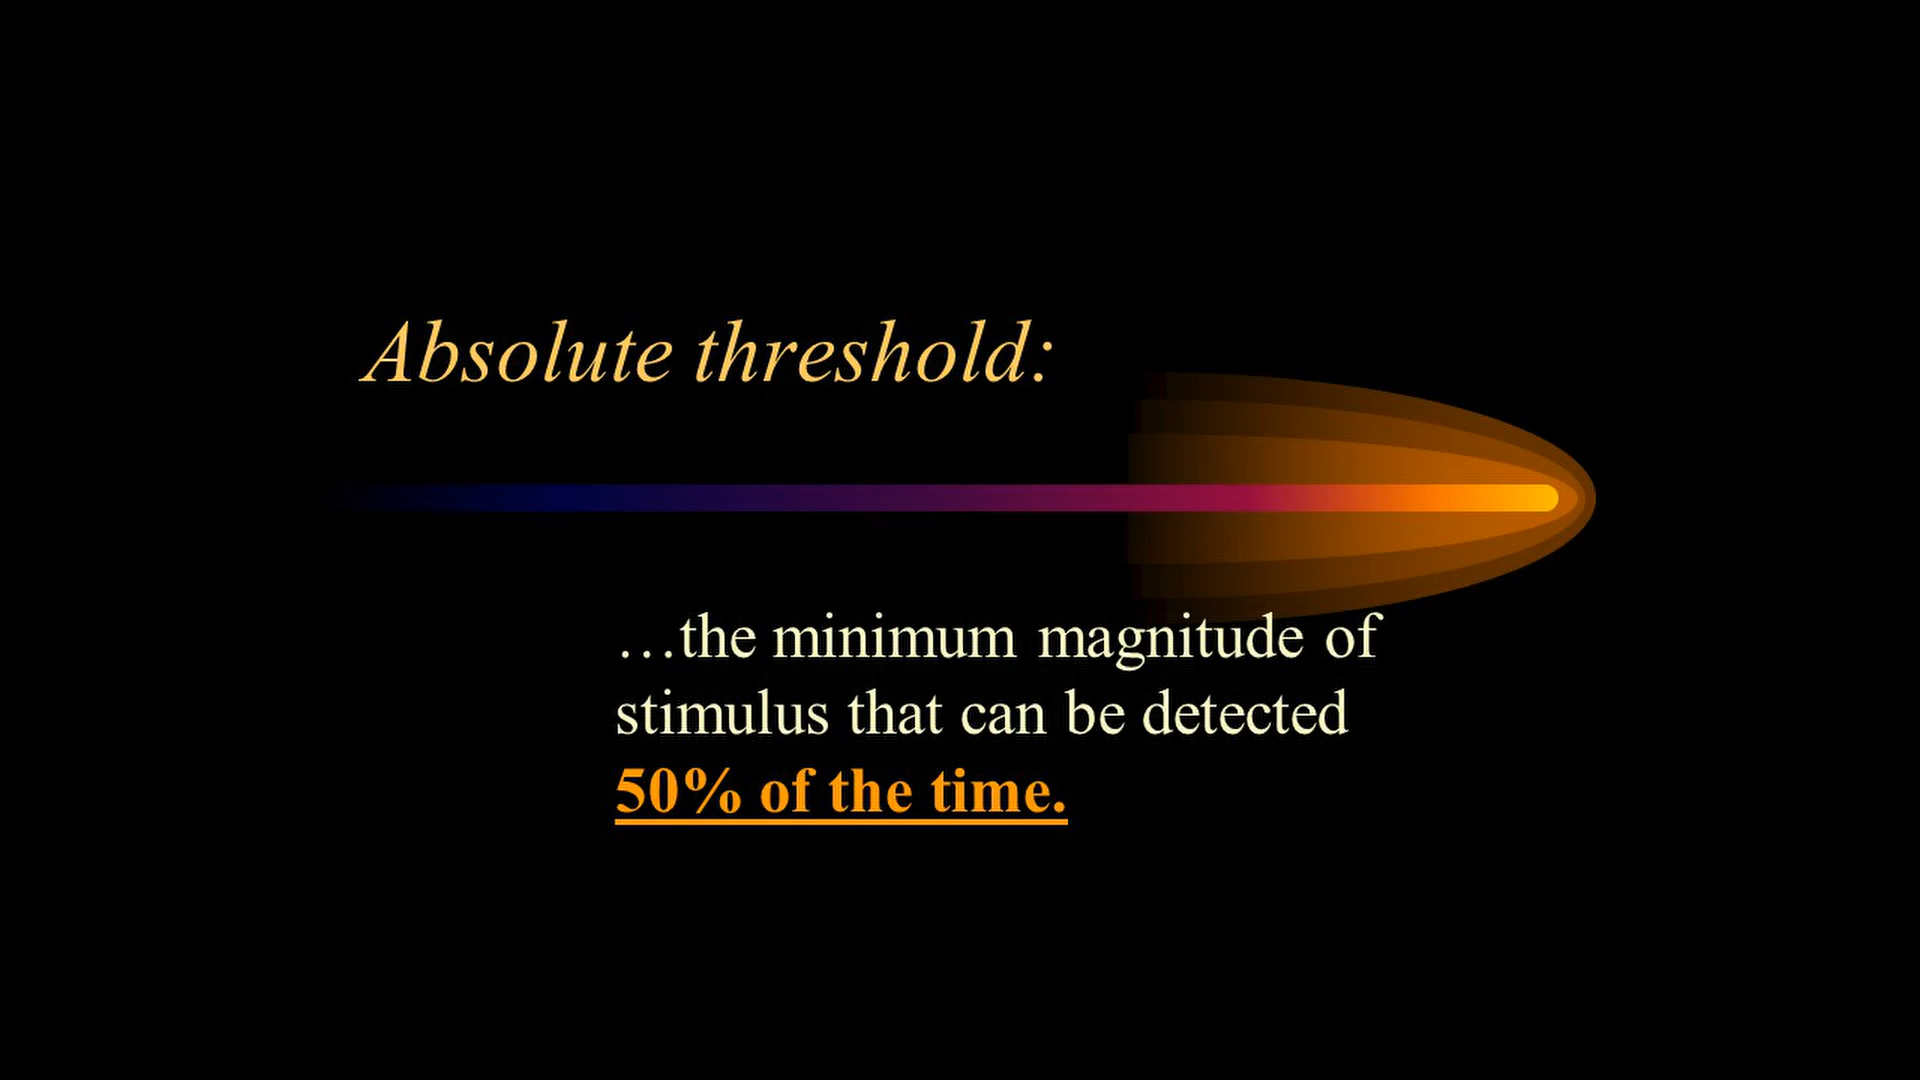 Absolute threshold:
…the minimum magnitude of
stimulus that can be detected
50% of the time.